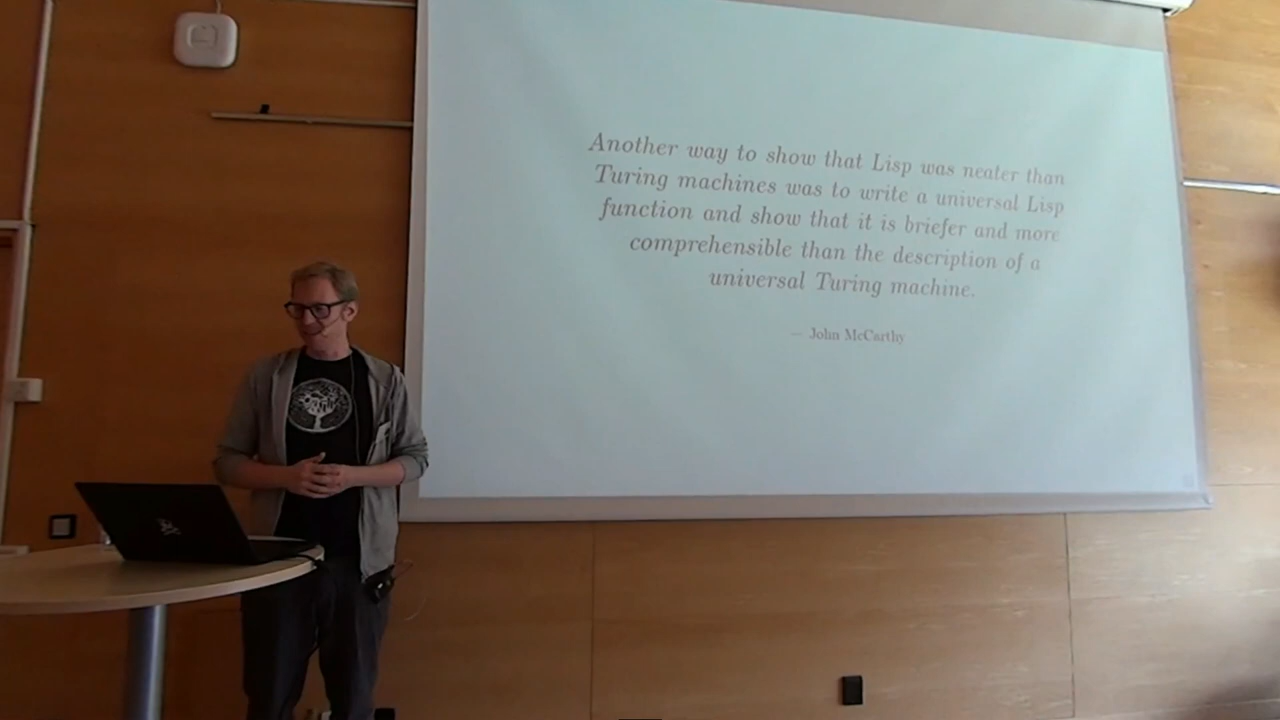 Another way to show that Lisp was neater than
Turing machines was to write a universal Lisp
function and show that it is briefer and more
comprehensible than the description of a
universal Turing machine.
— John McCarthy